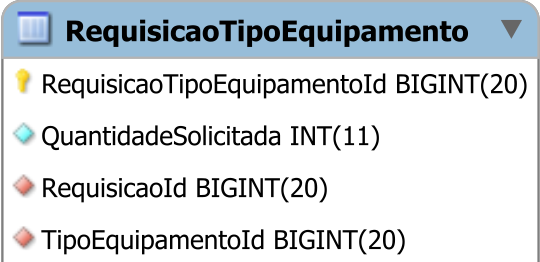 RequisicaoTipoEquipamento
RequisicaoTipoEquipamentoId BIGINT(20)
QuantidadeSolicitada INT(11)
RequisicaoId BIGINT(20)
TipoEquipamentoId BIGINT(20)